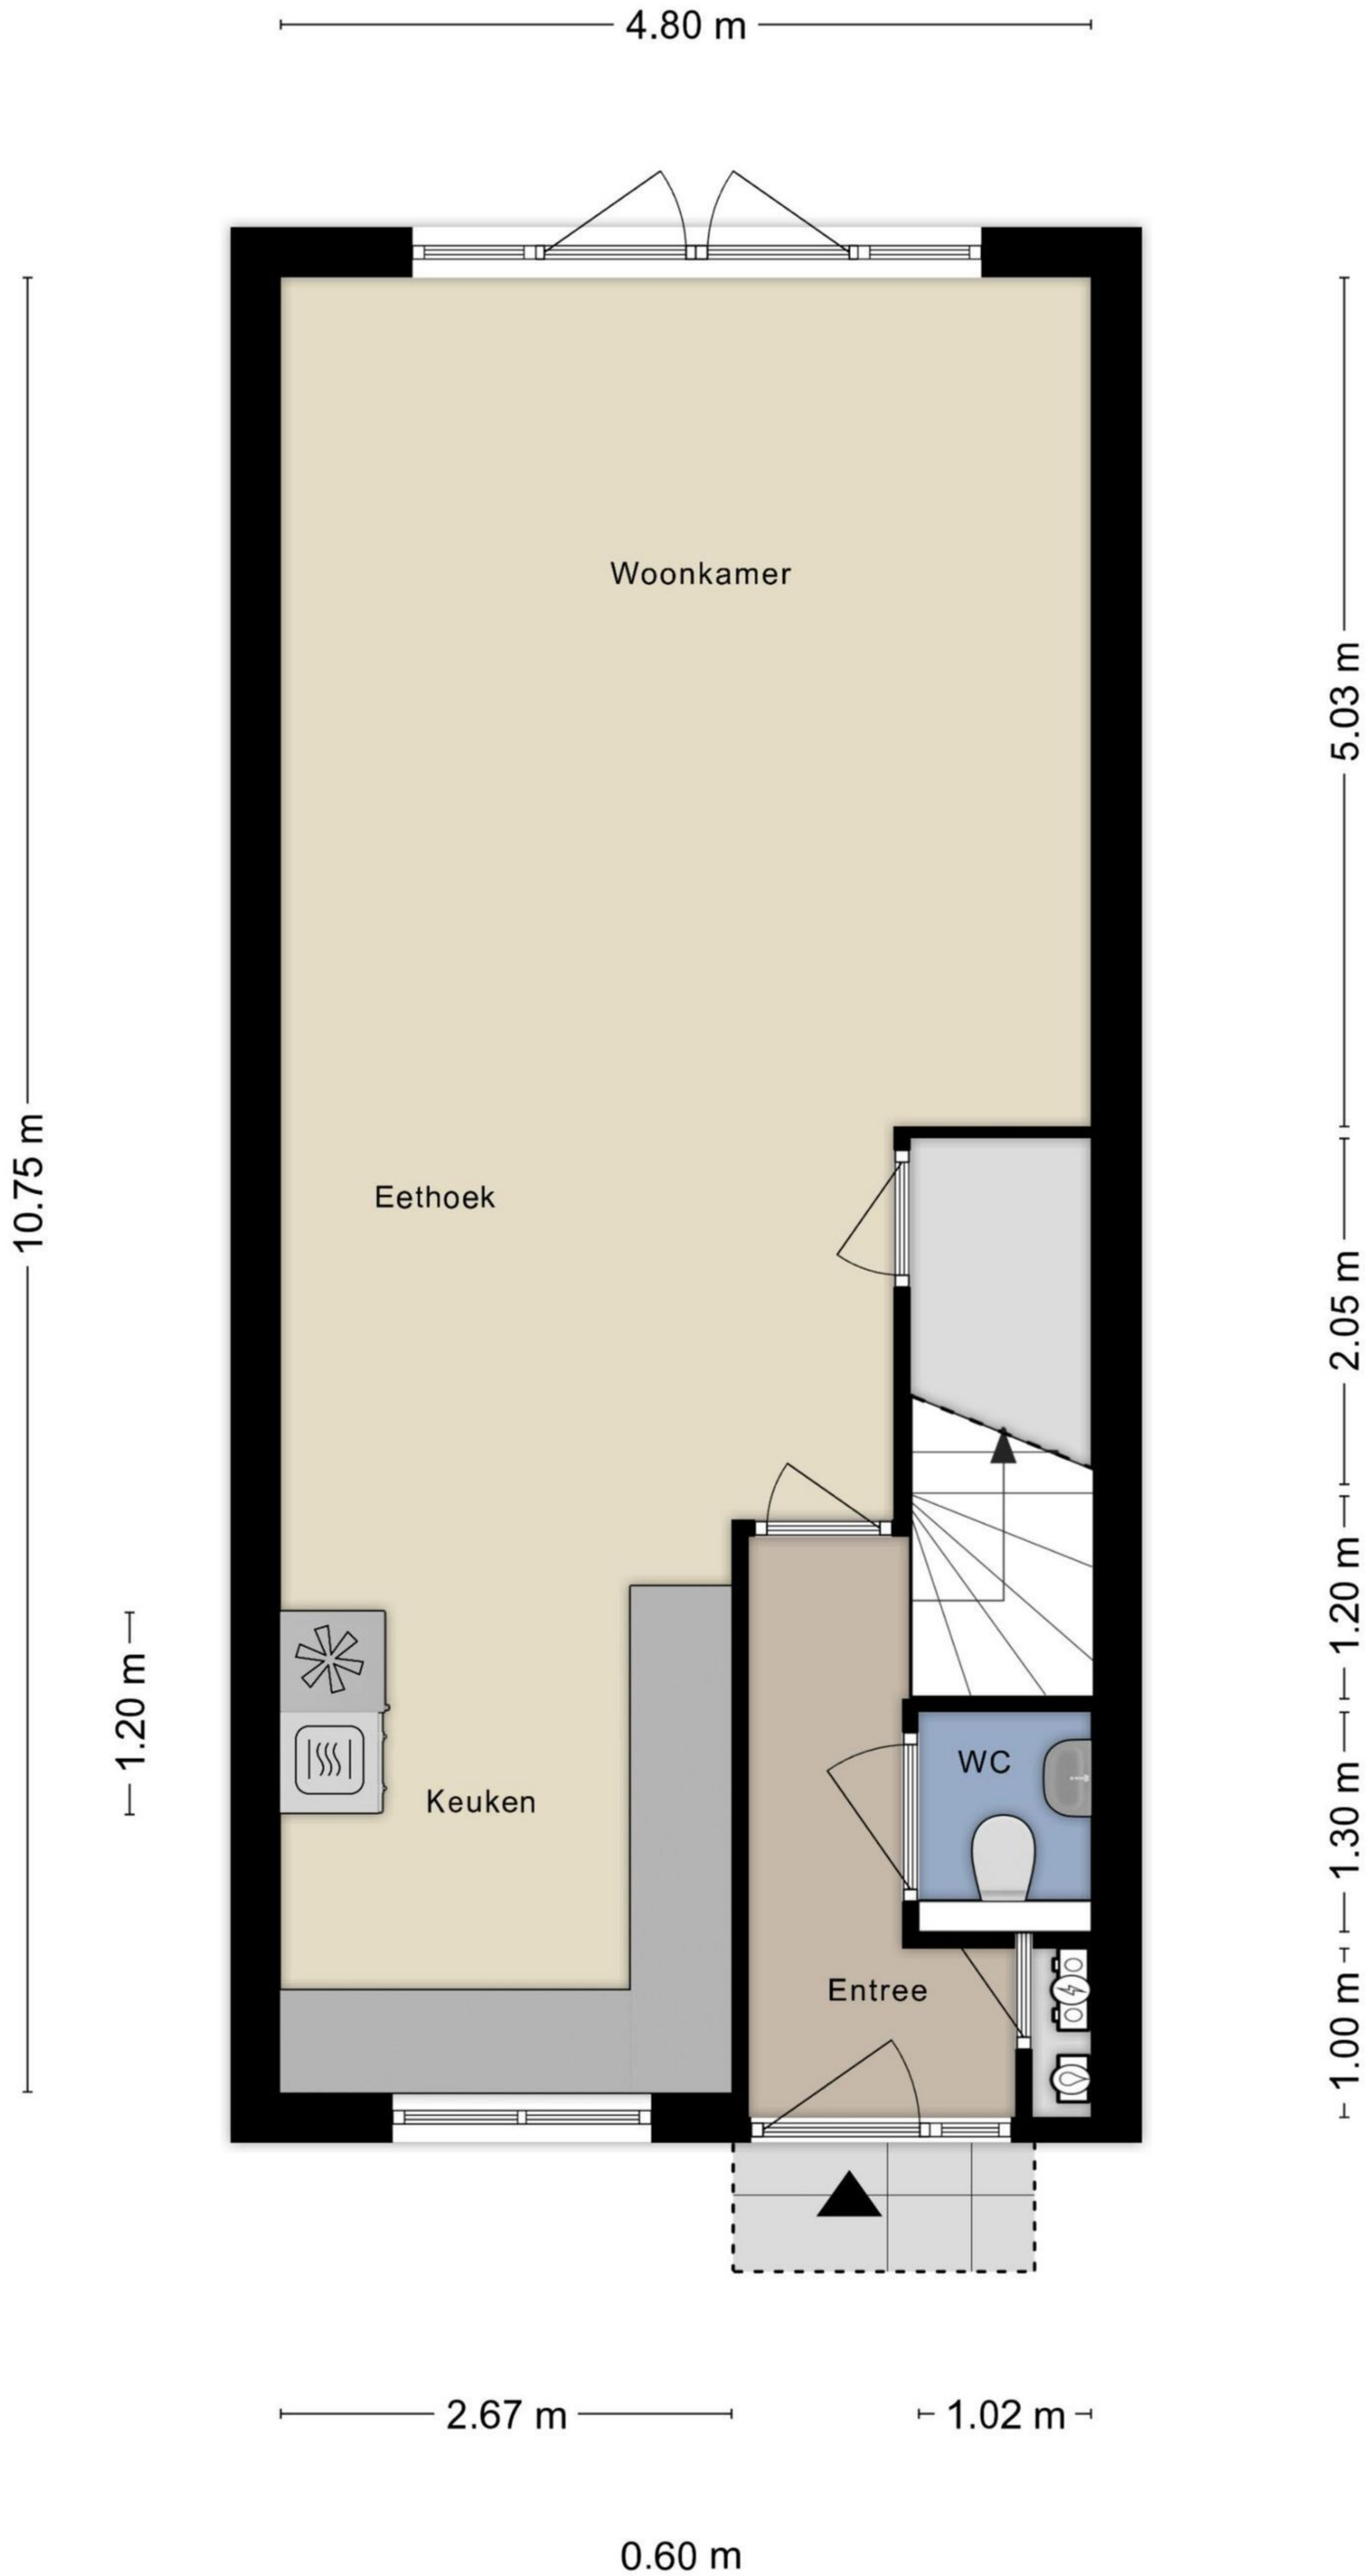 4.80 m
Woonkamer
5.03 m
10.75 m
Eethoek
2.05 m
1.20 m
1.20 m
WC
Keuken
1.30 m
Entree
1.00 m
2.67 m
1.02 m
0.60 m